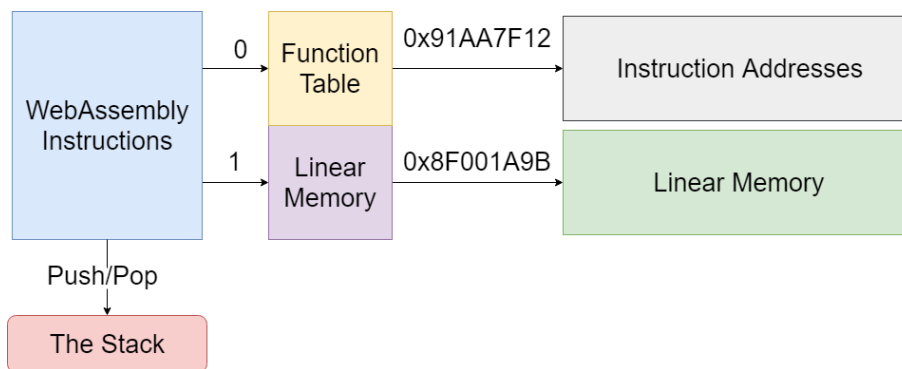 WebAssembly
Instructions
0
Function
Table
0x91AA7F12
Instruction Addresses
1
Linear
Memory
0x8F001A9B
Linear Memory
Push/Pop
The Stack